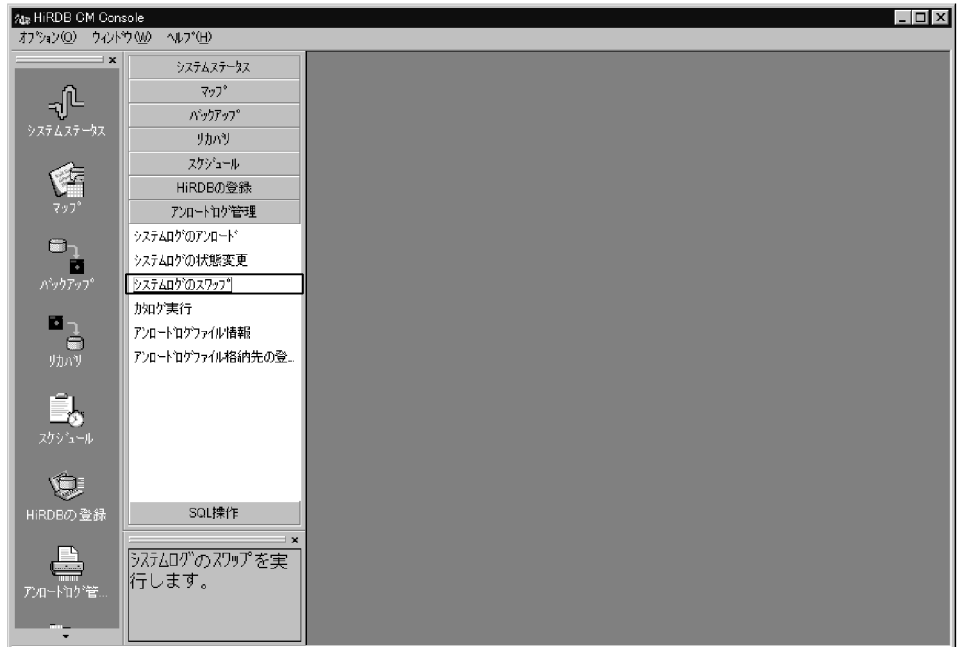 HiRDB CM Console
ｵﾌﾟｼｮﾝ(O) ｳｨﾝﾄﾞｳ(W) ﾍﾙﾌﾟ(H)
ｼｽﾃﾑｽﾃｰﾀｽ
ﾏｯﾌﾟ
ﾊﾞｯｸｱｯﾌﾟ
ﾘｶﾊﾞﾘ
ｽｹｼﾞｭｰﾙ
HiRDBの登録
ｱﾝﾛｰﾄﾞﾛｸﾞ管...
ｼｽﾃﾑｽﾃｰﾀｽ
ﾏｯﾌﾟ
ﾊﾞｯｸｱｯﾌﾟ
ﾘｶﾊﾞﾘ
ｽｹｼﾞｭｰﾙ
HiRDBの登録
ｱﾝﾛｰﾄﾞﾛｸﾞ管理
ｼｽﾃﾑﾛｸﾞのｱﾝﾛｰﾄﾞ
ｼｽﾃﾑﾛｸﾞの状態変更
ｼｽﾃﾑﾛｸﾞのｽﾜｯﾌﾟ
ｶﾀﾛｸﾞ実行
ｱﾝﾛｰﾄﾞﾛｸﾞﾌｧｲﾙ情報
ｱﾝﾛｰﾄﾞﾛｸﾞﾌｧｲﾙ格納先の登...
SQL操作
ｼｽﾃﾑﾛｸﾞのｽﾜｯﾌﾟを実
行します。